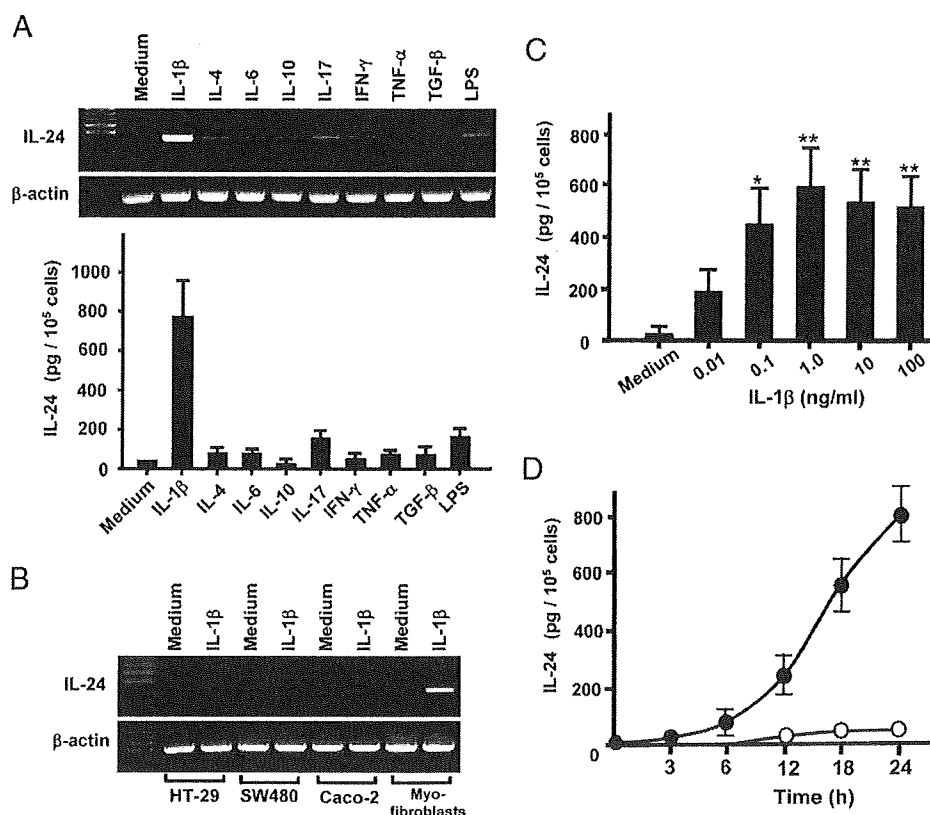 A
Medium
IL-1β
IL-4
IL-6
IL-10
IL-17
IFN-γ
TNF-α
TGF-β
LPS
IL-24
β-actin
IL-24 (pg / 10⁵ cells)
1000
800
600
400
200
0
Medium
IL-1β
IL-4
IL-6
IL-10
IL-17
IFN-γ
TNF-α
TGF-β
LPS
B
Medium
IL-1β
Medium
IL-1β
Medium
IL-1β
Medium
IL-1β
IL-24
β-actin
HT-29
SW480
Caco-2
Myo-
fibroblasts
C
IL-24 (pg / 10⁵ cells)
800
600
400
200
0
*
**
**
**
Medium
0.01
0.1
1.0
10
100
IL-1β (ng/ml)
D
IL-24 (pg / 10⁵ cells)
800
600
400
200
0
3
6
12
18
24
Time (h)